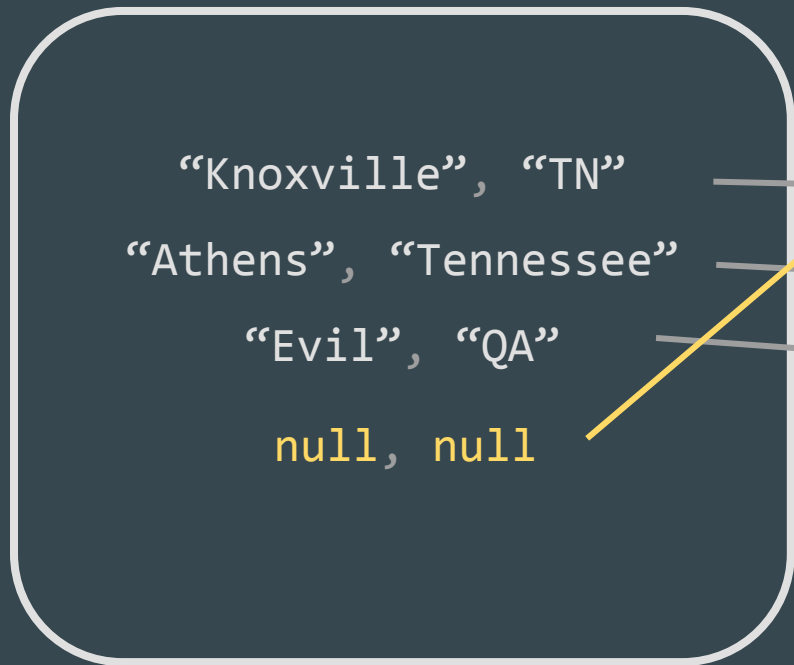 “Knoxville”, “TN”
“Athens”, “Tennessee”
“Evil”, “QA”
null, null